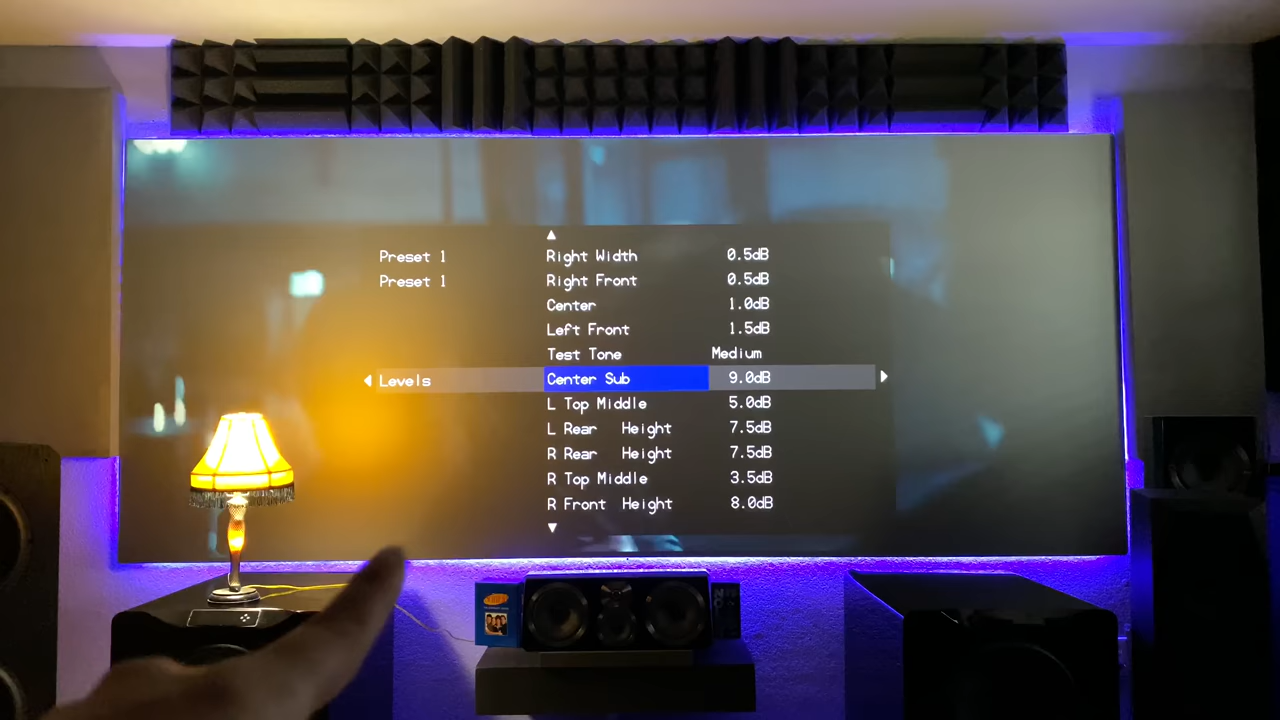 Preset 1 Right Width 0.5dB
Preset 1 Right Front 0.5dB
Center 1.0dB
Left Front 1.5dB
Test Tone Medium
Levels Center Sub 9.0dB
L Top Middle 5.0dB
L Rear Height 7.5dB
R Rear Height 7.5dB
R Top Middle 3.5dB
R Front Height 8.0dB